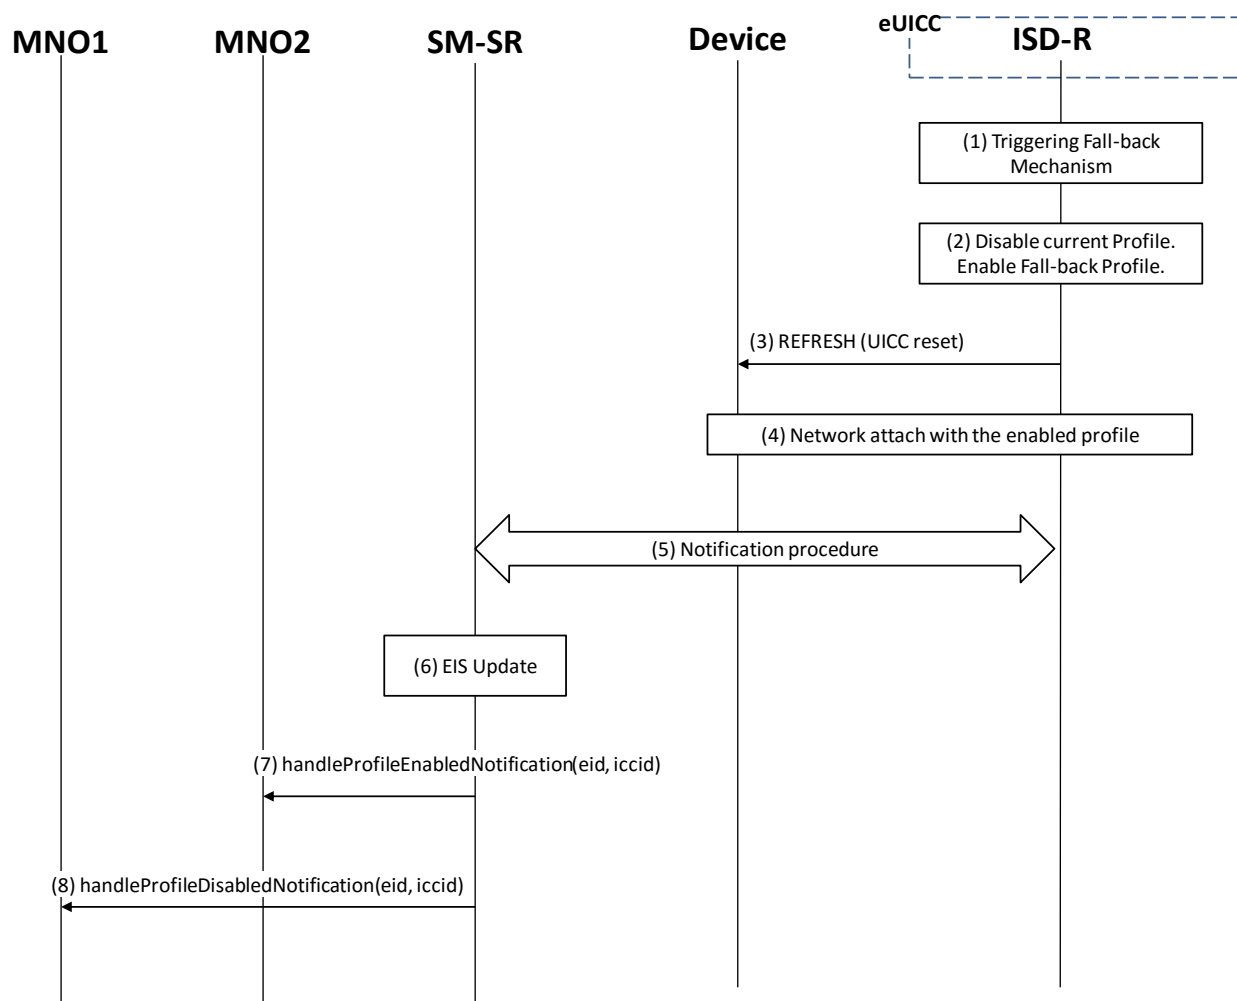 MNO1
MNO2
SM-SR
Device
eUICC
ISD-R
(1) Triggering Fall-back
Mechanism
(2) Disable current Profile.
Enable Fall-back Profile.
(3) REFRESH (UICC reset)
(4) Network attach with the enabled profile
(5) Notification procedure
(6) EIS Update
(7) handleProfileEnabledNotification(eid, iccid)
(8) handleProfileDisabledNotification(eid, iccid)